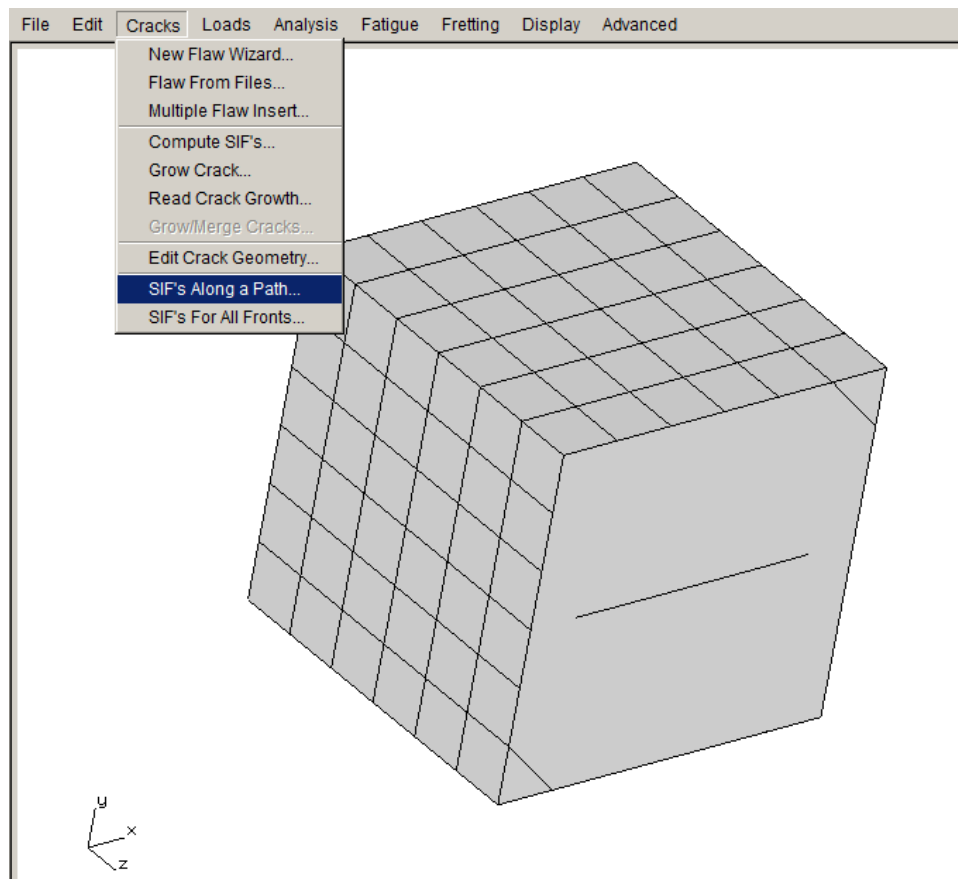 File Edit Cracks Loads Analysis Fatigue Fretting Display Advanced
New Flaw Wizard...
Flaw From Files...
Multiple Flaw Insert...
Compute SIF's...
Grow Crack...
Read Crack Growth...
Grow/Merge Cracks...
Edit Crack Geometry...
SIF's Along a Path...
SIF's For All Fronts...
y
x
z